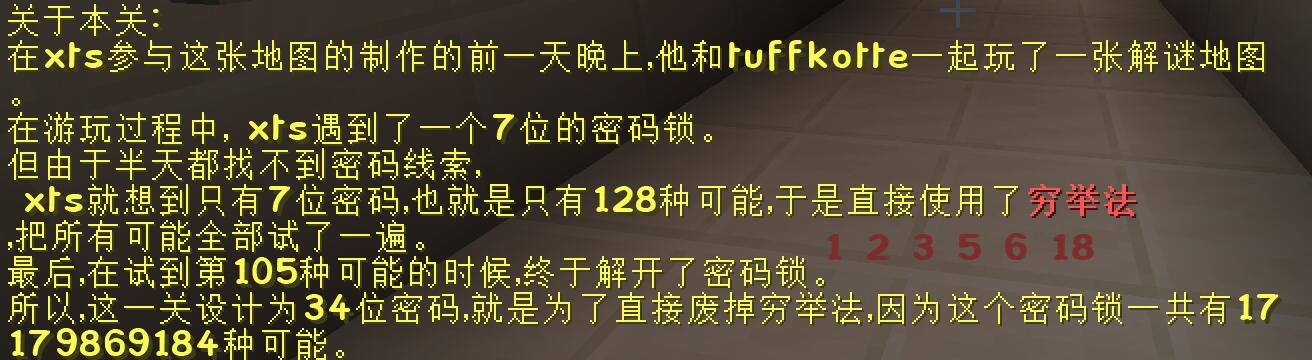 关于本关:
在xts参与这张地图的制作的前一天晚上,他和tuffkotte一起玩了一张解谜地图
。
在游玩过程中, xts遇到了一个7位的密码锁。
但由于半天都找不到密码线索,
xts就想到只有7位密码,也就是只有128种可能,于是直接使用了穷举法
,把所有可能全部试了一遍。
1 2 3 5 6 18
最后,在试到第105种可能的时候,终于解开了密码锁。
所以,这一关设计为34位密码,就是为了直接废掉穷举法,因为这个密码锁一共有17
179869184种可能。